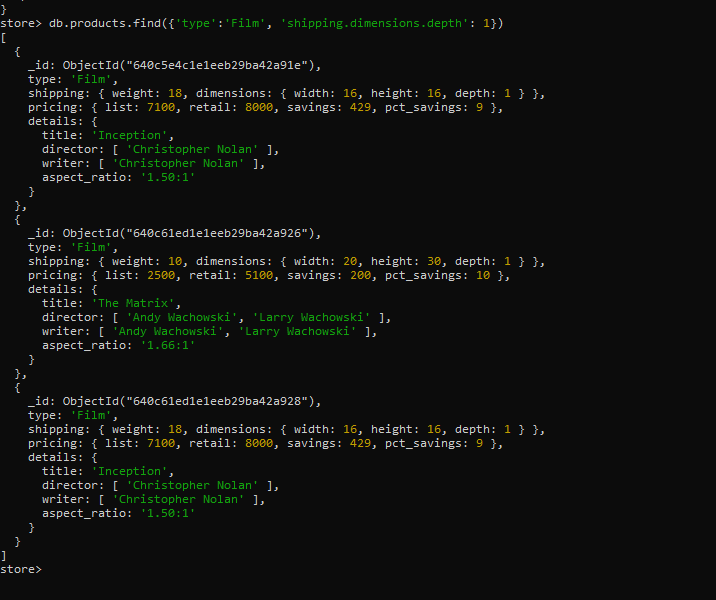 }
store> db.products.find({'type':'Film', 'shipping.dimensions.depth': 1})
[
  {
    _id: ObjectId("640c5e4c1e1eeb29ba42a91e"),
    type: 'Film',
    shipping: { weight: 18, dimensions: { width: 16, height: 16, depth: 1 } },
    pricing: { list: 7100, retail: 8000, savings: 429, pct_savings: 9 },
    details: {
      title: 'Inception',
      director: [ 'Christopher Nolan' ],
      writer: [ 'Christopher Nolan' ],
      aspect_ratio: '1.50:1'
    }
  },
  {
    _id: ObjectId("640c61ed1e1eeb29ba42a926"),
    type: 'Film',
    shipping: { weight: 10, dimensions: { width: 20, height: 30, depth: 1 } },
    pricing: { list: 2500, retail: 5100, savings: 200, pct_savings: 10 },
    details: {
      title: 'The Matrix',
      director: [ 'Andy Wachowski', 'Larry Wachowski' ],
      writer: [ 'Andy Wachowski', 'Larry Wachowski' ],
      aspect_ratio: '1.66:1'
    }
  },
  {
    _id: ObjectId("640c61ed1e1eeb29ba42a928"),
    type: 'Film',
    shipping: { weight: 18, dimensions: { width: 16, height: 16, depth: 1 } },
    pricing: { list: 7100, retail: 8000, savings: 429, pct_savings: 9 },
    details: {
      title: 'Inception',
      director: [ 'Christopher Nolan' ],
      writer: [ 'Christopher Nolan' ],
      aspect_ratio: '1.50:1'
    }
  }
]
store>